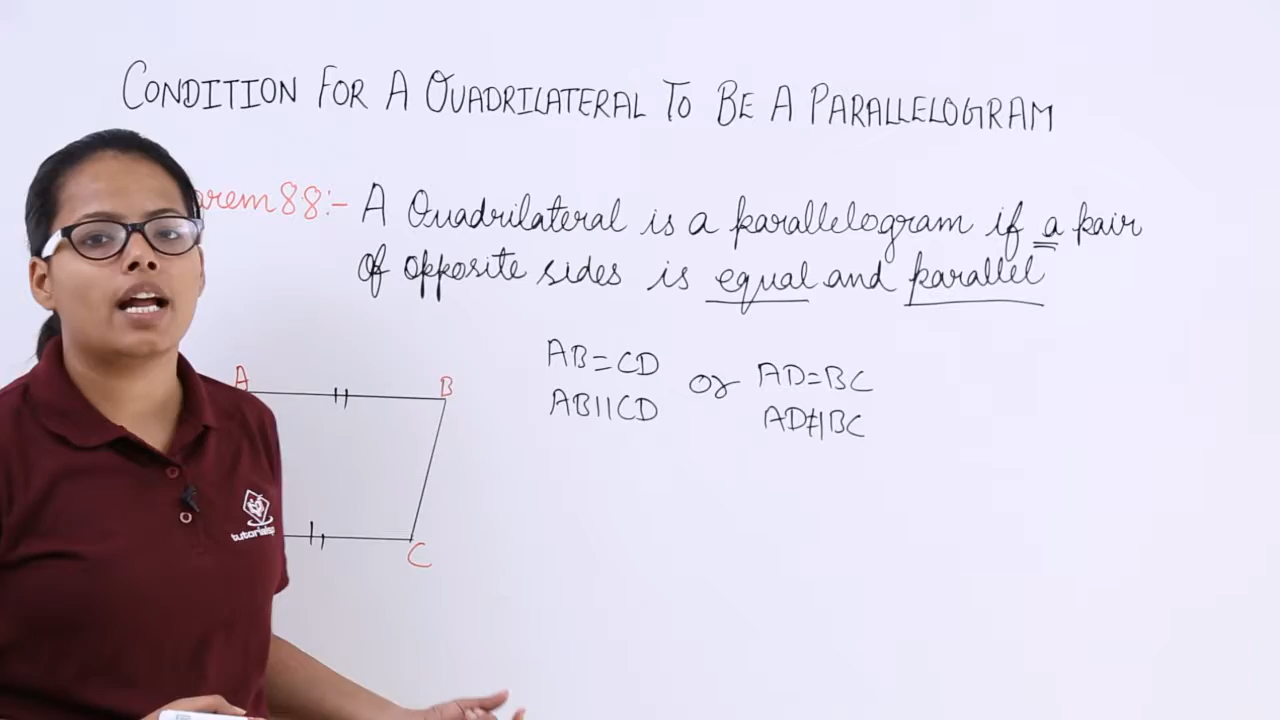 CONDITION FOR A QUADRILATERAL TO BE A PARALLELOGRAM
88:- A Quadrilateral is a parallelogram if a pair
of opposite sides is equal and parallel
AB=CD or AD=BC
AB||CD AD||BC
A B
C